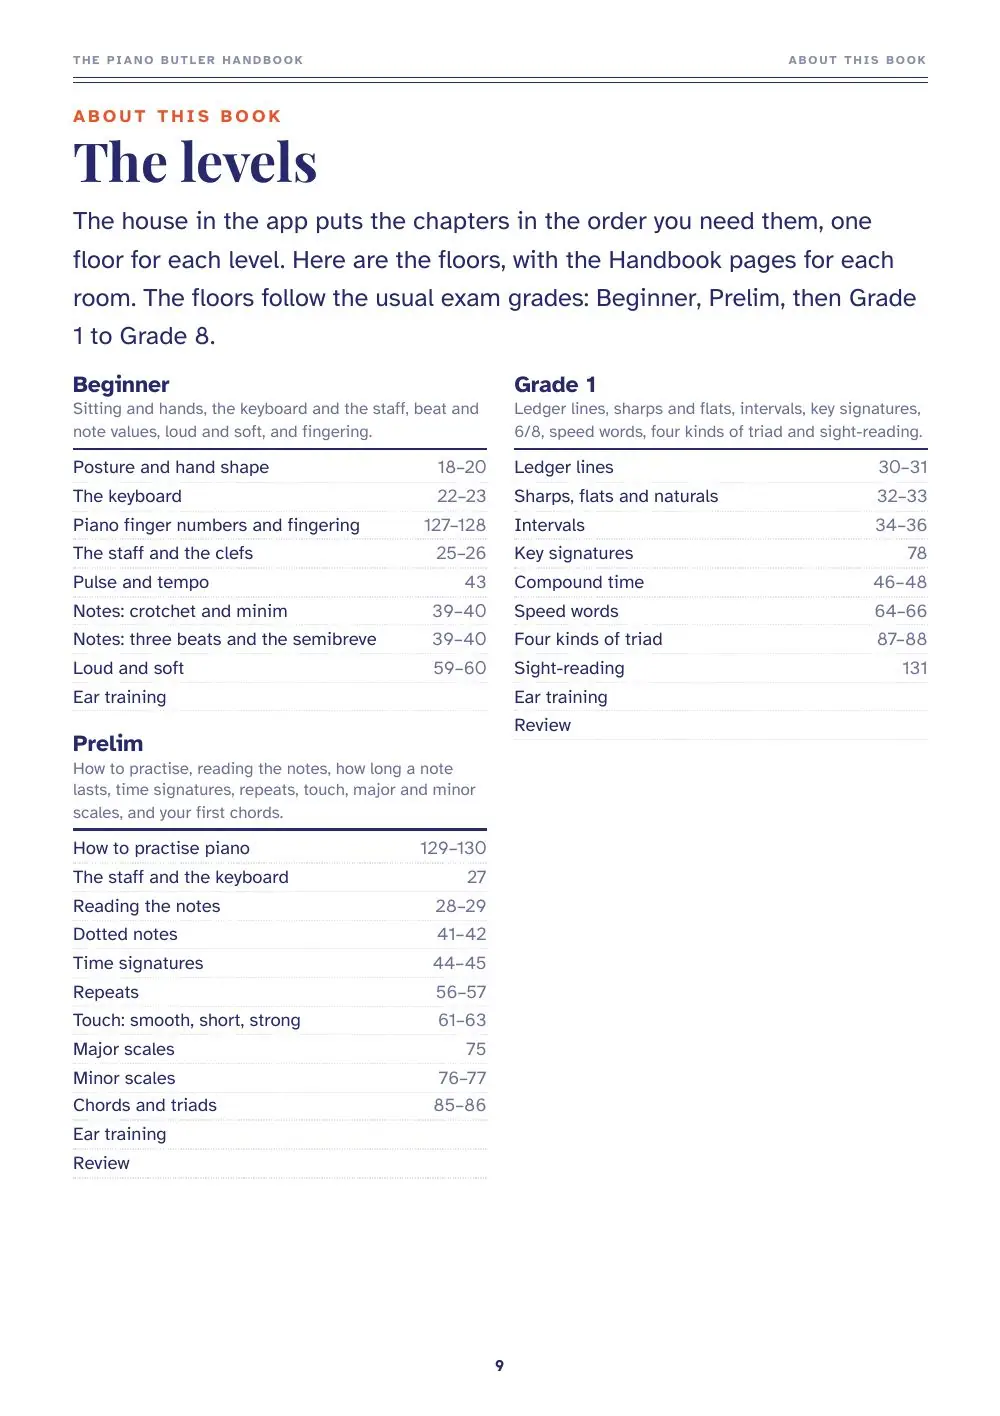 THE PIANO BUTLER HANDBOOK
ABOUT THIS BOOK
ABOUT THIS BOOK
The levels
The house in the app puts the chapters in the order you need them, one
floor for each level. Here are the floors, with the Handbook pages for each
room. The floors follow the usual exam grades: Beginner, Prelim, then Grade
1 to Grade 8.
Beginner
Sitting and hands, the keyboard and the staff, beat and
note values, loud and soft, and fingering.
Posture and hand shape 18–20
The keyboard 22–23
Piano finger numbers and fingering 127–128
The staff and the clefs 25–26
Pulse and tempo 43
Notes: crotchet and minim 39–40
Notes: three beats and the semibreve 39–40
Loud and soft 59–60
Ear training
Prelim
How to practise, reading the notes, how long a note
lasts, time signatures, repeats, touch, major and minor
scales, and your first chords.
How to practise piano 129–130
The staff and the keyboard 27
Reading the notes 28–29
Dotted notes 41–42
Time signatures 44–45
Repeats 56–57
Touch: smooth, short, strong 61–63
Major scales 75
Minor scales 76–77
Chords and triads 85–86
Ear training
Review
Grade 1
Ledger lines, sharps and flats, intervals, key signatures,
6/8, speed words, four kinds of triad and sight-reading.
Ledger lines 30–31
Sharps, flats and naturals 32–33
Intervals 34–36
Key signatures 78
Compound time 46–48
Speed words 64–66
Four kinds of triad 87–88
Sight-reading 131
Ear training
Review
9